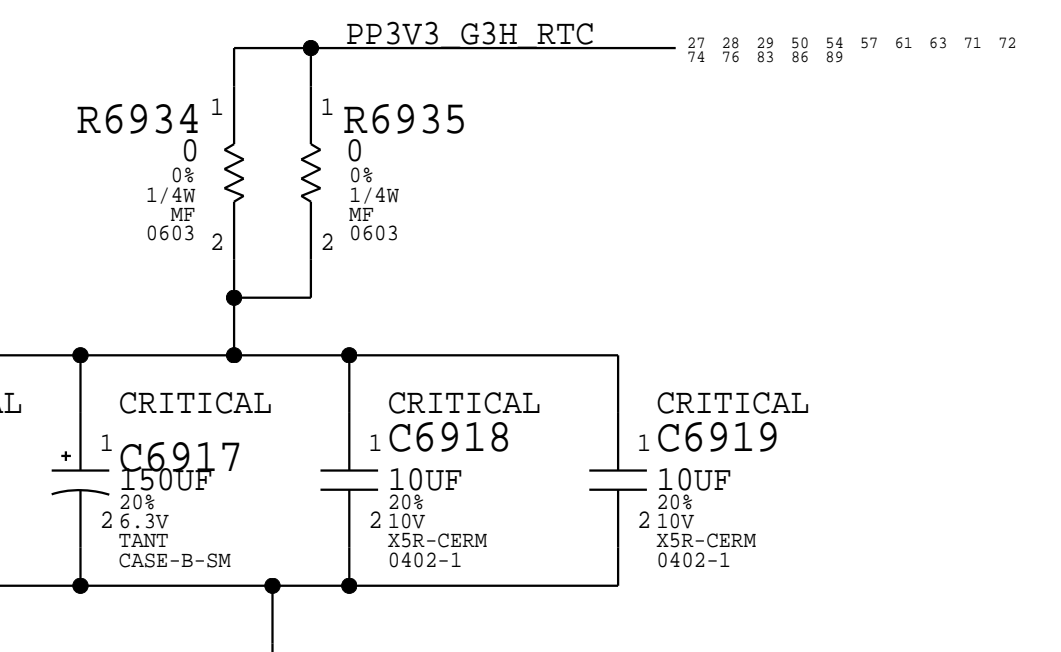 PP3V3_G3H_RTC
27 28 29 50 54 57 61 63 71 72
74 76 83 86 89
R6934
1
0
0%
1/4W
MF
0603
2
1
R6935
0
0%
1/4W
MF
0603
2
AL
CRITICAL
+
1
C6917
150UF
20%
2
6.3V
TANT
CASE-B-SM
CRITICAL
1
C6918
10UF
20%
2
10V
X5R-CERM
0402-1
CRITICAL
1
C6919
10UF
20%
2
10V
X5R-CERM
0402-1